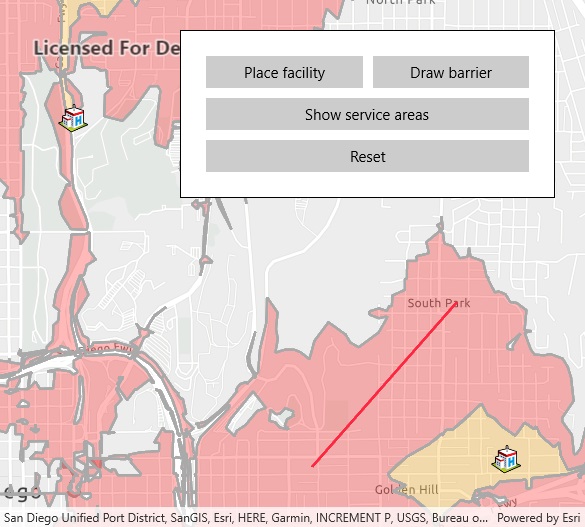 North Park
Licensed For De
Place facility
Draw barrier
Show service areas
Reset
South Park
Diego Fwy
Golden Hill
ego
San Diego Unified Port District, SanGIS, Esri, HERE, Garmin, INCREMENT P, USGS, Bureau o... Powered by Esri